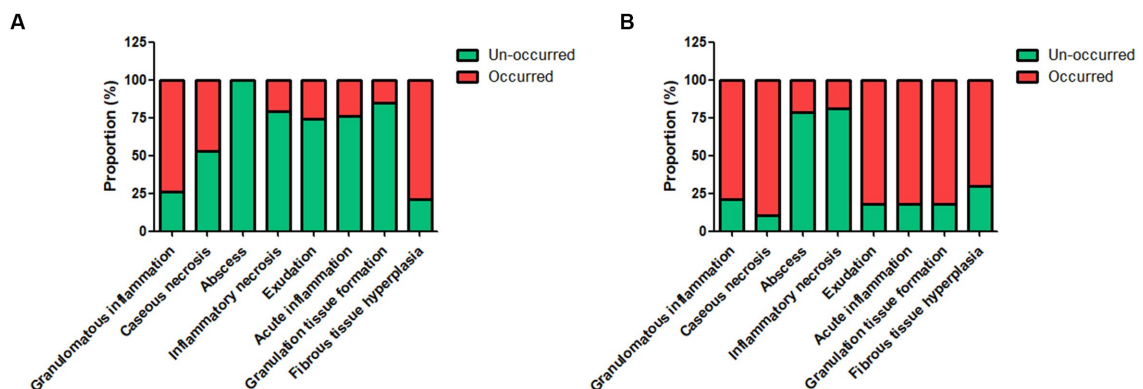 A
125
100
75
50
25
0
Proportion (%)
Un-occurred
Occurred
Granulomatous inflammation
Caseous necrosis
Abscess
Inflammatory necrosis
Exudation
Acute inflammation
Granulation tissue formation
Fibrous tissue hyperplasia
B
125
100
75
50
25
0
Proportion (%)
Un-occurred
Occurred
Granulomatous inflammation
Caseous necrosis
Abscess
Inflammatory necrosis
Exudation
Acute inflammation
Granulation tissue formation
Fibrous tissue hyperplasia